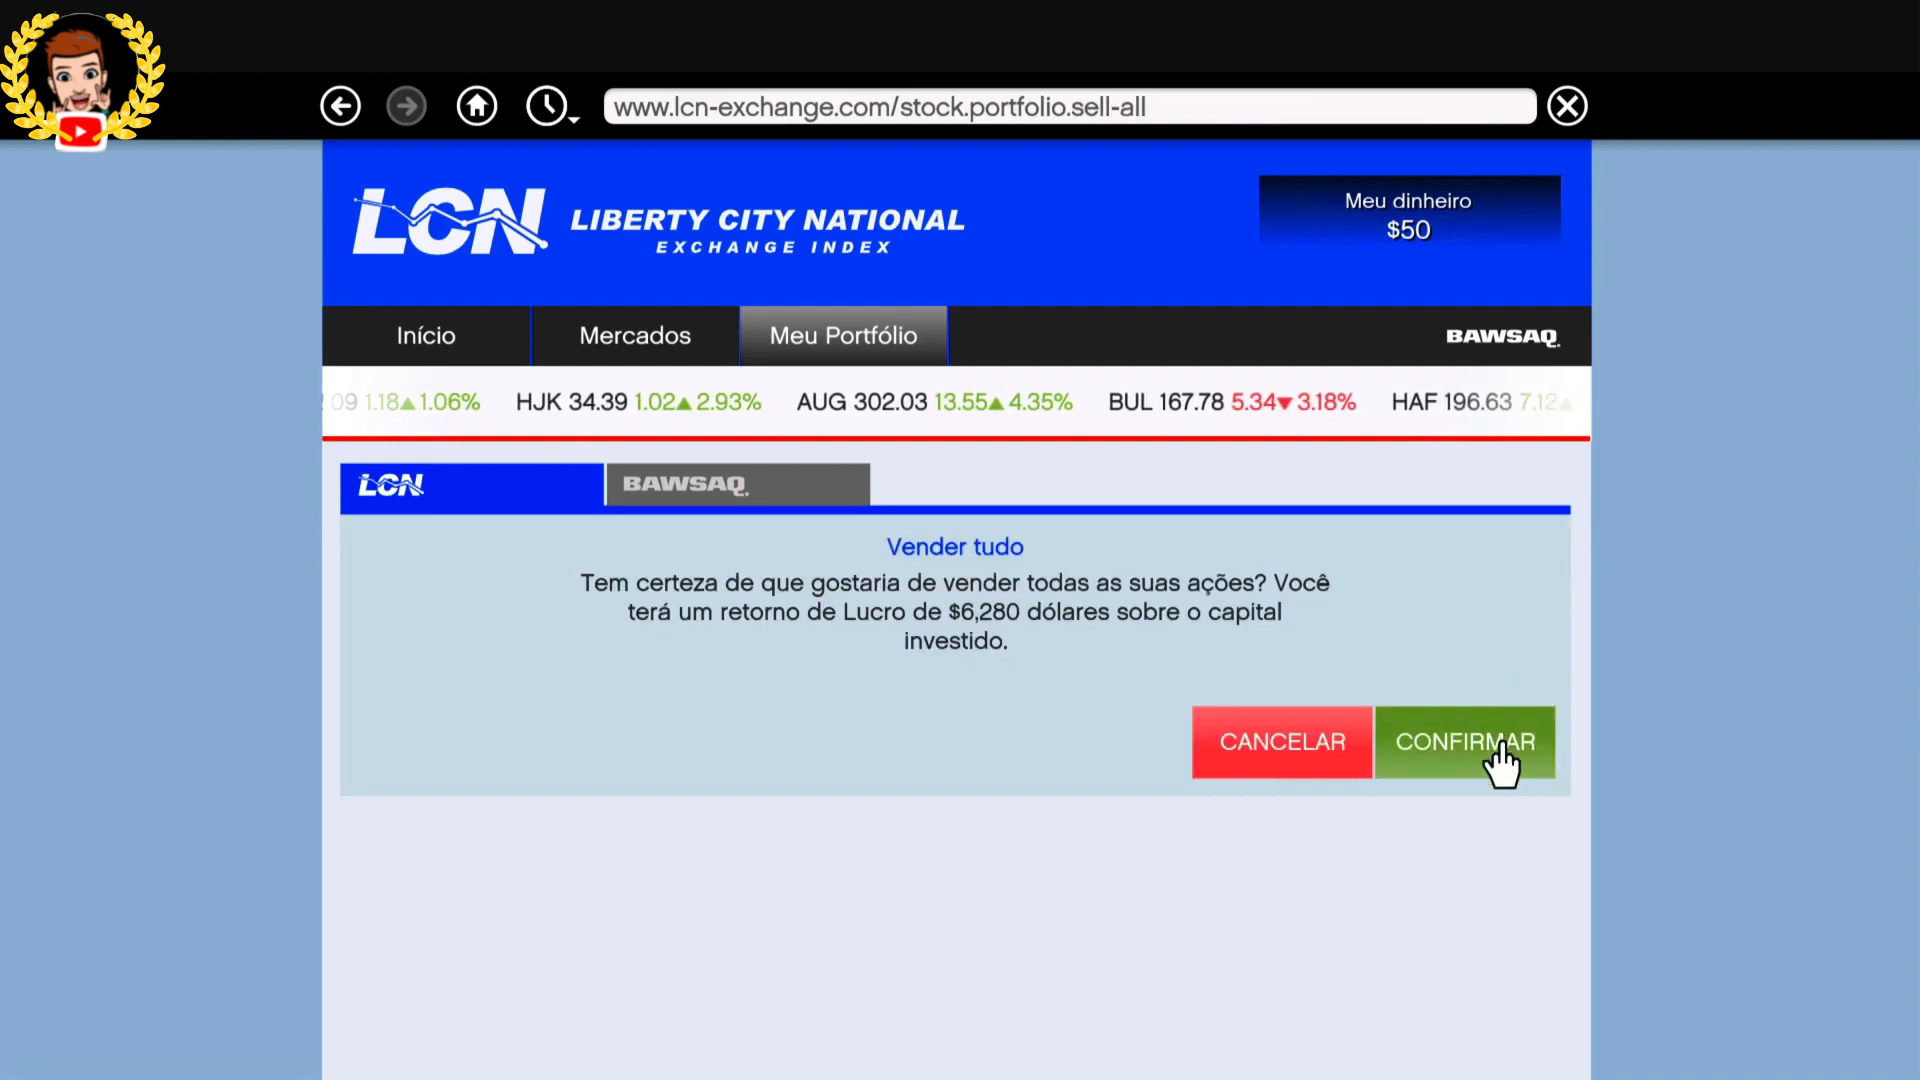 www.lcn-exchange.com/stock.portfolio.sell-all
LCN LIBERTY CITY NATIONAL
EXCHANGE INDEX
Meu dinheiro
$50
Início Mercados Meu Portfólio BAWSAQ
09 1.18▲1.06% HJK 34.39 1.02▲2.93% AUG 302.03 13.55▲4.35% BUL 167.78 5.34▼3.18% HAF 196.63 7.12▲
LCN BAWSAQ
Vender tudo
Tem certeza de que gostaria de vender todas as suas ações? Você
terá um retorno de Lucro de $6,280 dólares sobre o capital
investido.
CANCELAR CONFIRMAR